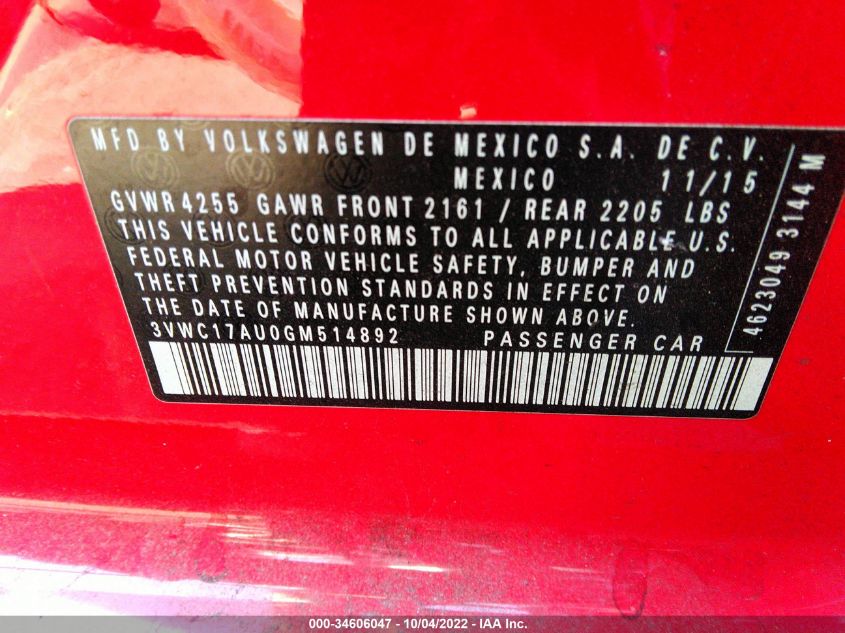 MFD BY VOLKSWAGEN DE MEXICO S.A. DE C.V.
MEXICO 11/15
GVWR 4255 GAWR FRONT 2161 / REAR 2205 LBS
THIS VEHICLE CONFORMS TO ALL APPLICABLE U.S.
FEDERAL MOTOR VEHICLE SAFETY, BUMPER AND
THEFT PREVENTION STANDARDS IN EFFECT ON
THE DATE OF MANUFACTURE SHOWN ABOVE.
3VWC17AU0GM514892 PASSENGER CAR
4623049 3144 M
000-34606047 - 10/04/2022 - IAA Inc.